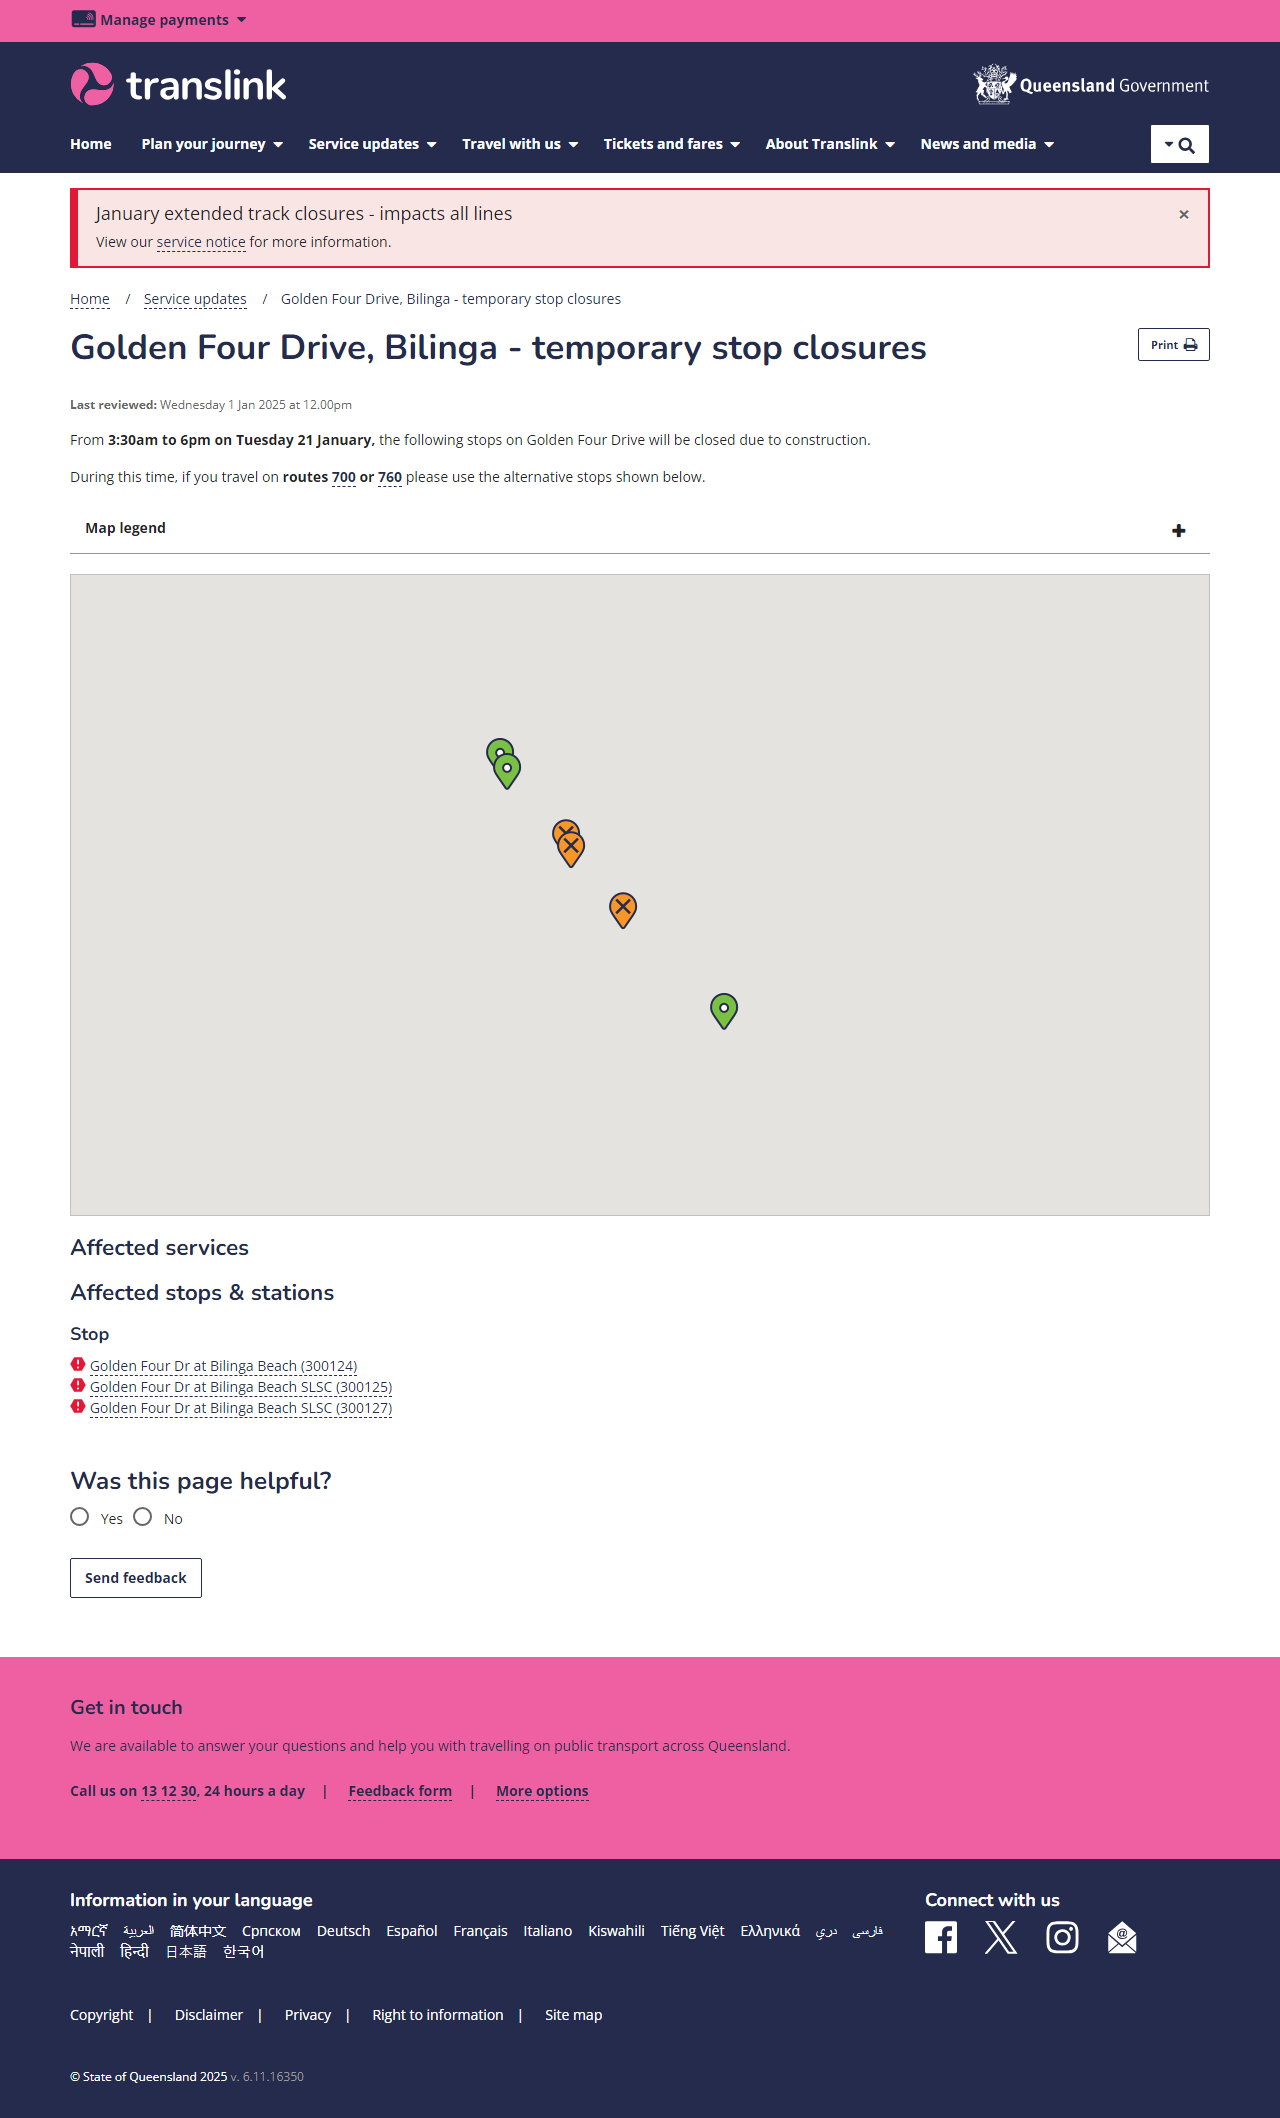 Manage payments
translink
Queensland Government
Home
Plan your journey
Service updates
Travel with us
Tickets and fares
About Translink
News and media
January extended track closures - impacts all lines
×
View our service notice for more information.
Home / Service updates / Golden Four Drive, Bilinga - temporary stop closures
Golden Four Drive, Bilinga - temporary stop closures
Print
Last reviewed: Wednesday 1 Jan 2025 at 12.00pm
From 3:30am to 6pm on Tuesday 21 January, the following stops on Golden Four Drive will be closed due to construction.
During this time, if you travel on routes 700 or 760 please use the alternative stops shown below.
Map legend
Affected services
Affected stops & stations
Stop
Golden Four Dr at Bilinga Beach (300124)
Golden Four Dr at Bilinga Beach SLSC (300125)
Golden Four Dr at Bilinga Beach SLSC (300127)
Was this page helpful?
Yes No
Send feedback
Get in touch
We are available to answer your questions and help you with travelling on public transport across Queensland.
Call us on 13 12 30, 24 hours a day | Feedback form | More options
Information in your language
Connect with us
አማርኛ العربية 简体中文 Српском Deutsch Español Français Italiano Kiswahili Tiếng Việt Ελληνικά دري فارسی
नेपाली हिन्दी 日本語 한국어
Copyright | Disclaimer | Privacy | Right to information | Site map
© State of Queensland 2025 v. 6.11.16350